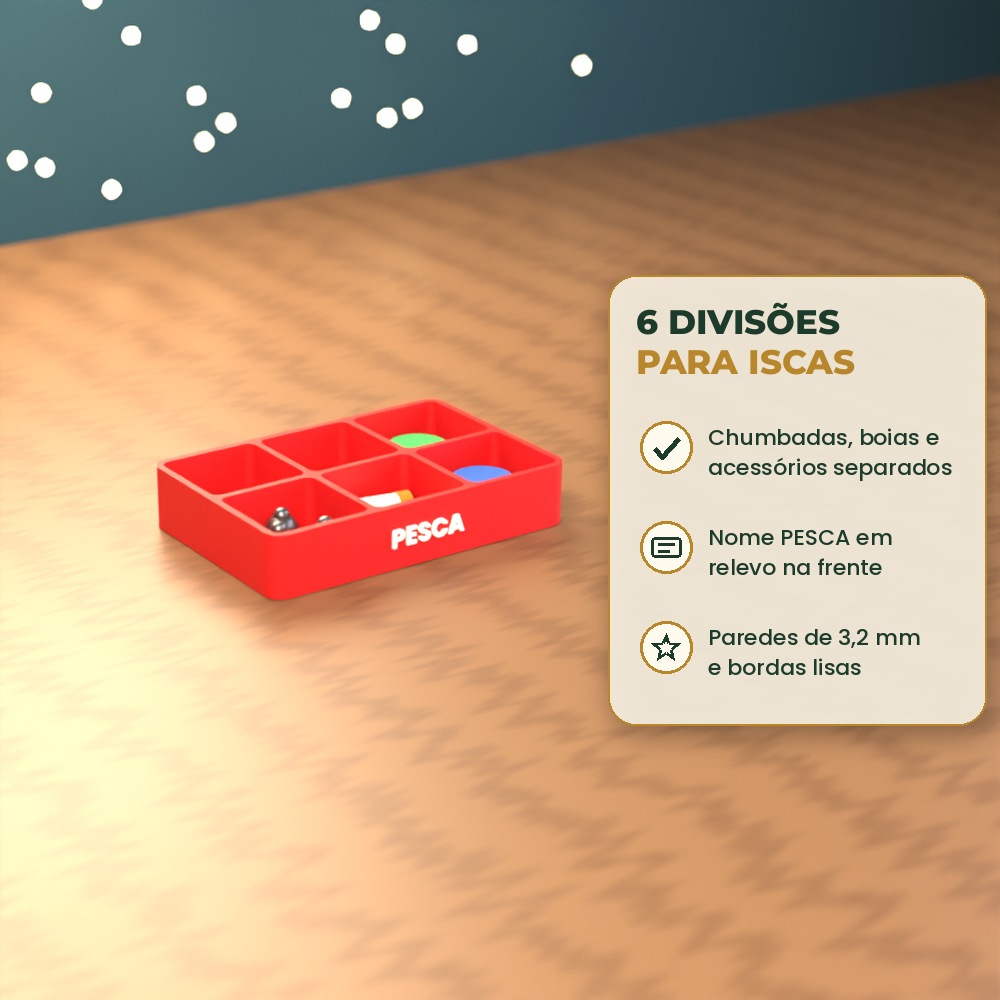 6 DIVISÕES
PARA ISCAS
Chumbadas, boias e
acessórios separados
Nome PESCA em
relevo na frente
Paredes de 3,2 mm
e bordas lisas
PESCA